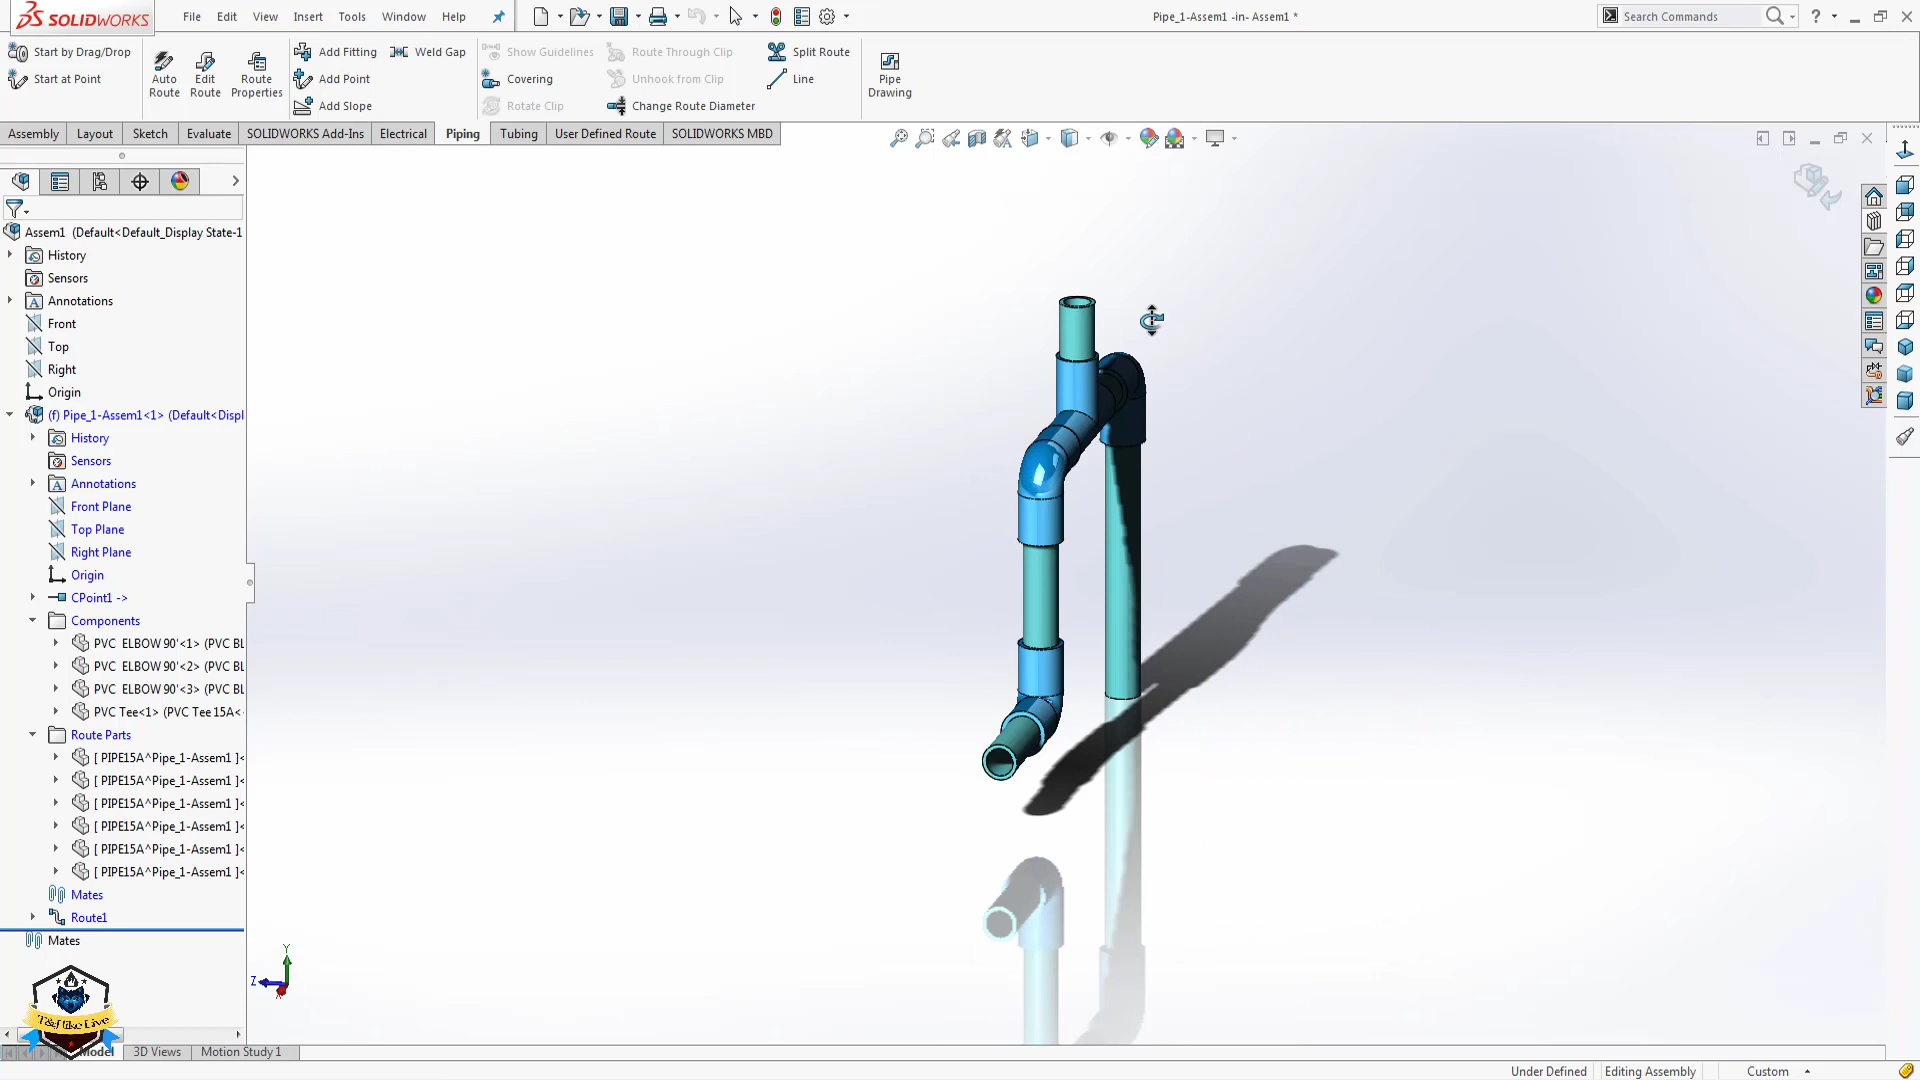 SOLIDWORKS File Edit View Insert Tools Window Help Pipe_1-Assem1 -in- Assem1 * Search Commands ?
Start by Drag/Drop
Start at Point
Auto Route
Edit Route
Route Properties
Add Fitting
Add Point
Add Slope
Weld Gap
Show Guidelines
Covering
Rotate Clip
Route Through Clip
Unhook from Clip
Change Route Diameter
Split Route
Line
Pipe Drawing
Assembly Layout Sketch Evaluate SOLIDWORKS Add-Ins Electrical Piping Tubing User Defined Route SOLIDWORKS MBD
Assem1 (Default<Default_Display State-1
History
Sensors
Annotations
Front
Top
Right
Origin
(f) Pipe_1-Assem1<1> (Default<Displ
History
Sensors
Annotations
Front Plane
Top Plane
Right Plane
Origin
CPoint1 ->
Components
PVC ELBOW 90'<1> (PVC BL
PVC ELBOW 90'<2> (PVC BL
PVC ELBOW 90'<3> (PVC BL
PVC Tee<1> (PVC Tee 15A<
Route Parts
[ PIPE15A^Pipe_1-Assem1 ]<
[ PIPE15A^Pipe_1-Assem1 ]<
[ PIPE15A^Pipe_1-Assem1 ]<
[ PIPE15A^Pipe_1-Assem1 ]<
[ PIPE15A^Pipe_1-Assem1 ]<
[ PIPE15A^Pipe_1-Assem1 ]<
Mates
Route1
Mates
Y
Z
X
T&f like Live
Model 3D Views Motion Study 1
Under Defined Editing Assembly Custom